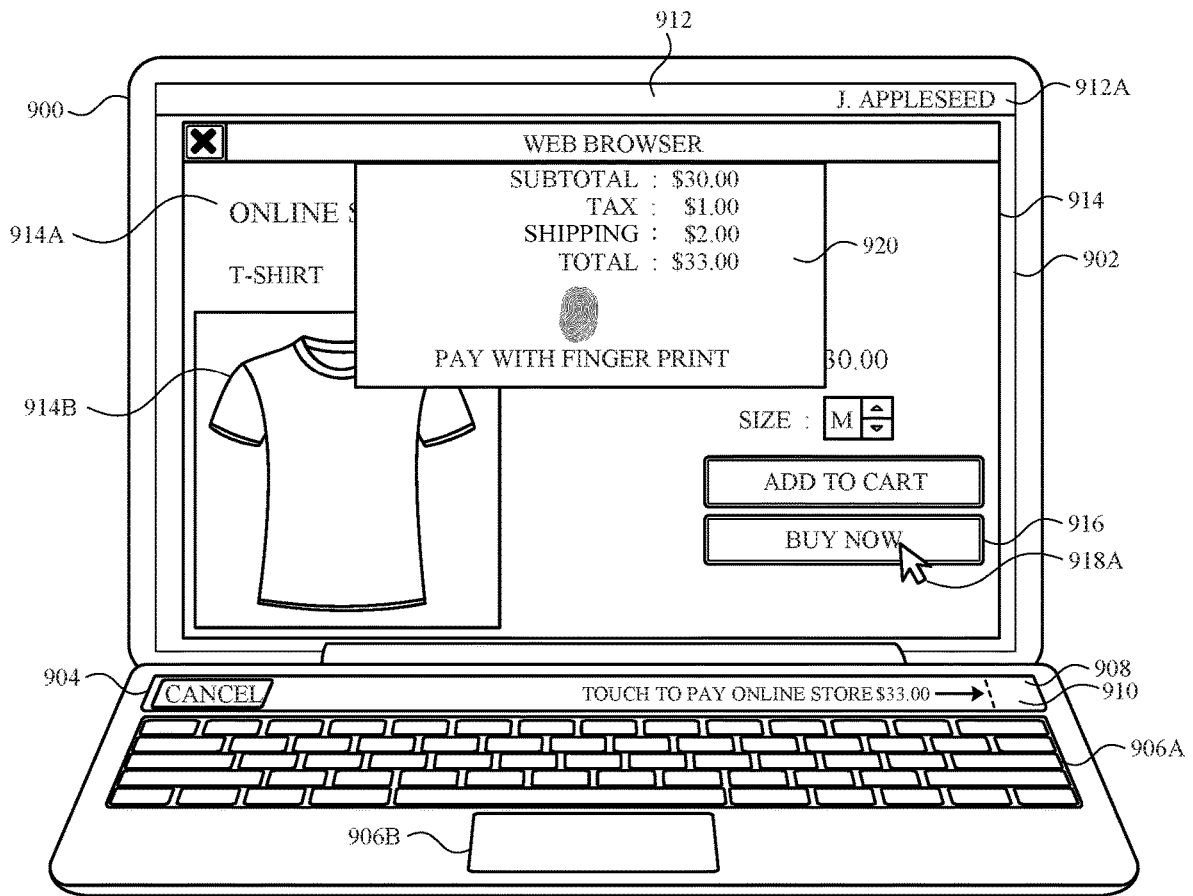 912
J. APPLESEED
912A
900
WEB BROWSER
SUBTOTAL : $30.00
TAX : $1.00
SHIPPING : $2.00
TOTAL : $33.00
914
914A
ONLINE
920
902
T-SHIRT
PAY WITH FINGER PRINT
30.00
914B
SIZE : M
ADD TO CART
916
BUY NOW
918A
904
CANCEL
TOUCH TO PAY ONLINE STORE $33.00
908
910
906A
906B